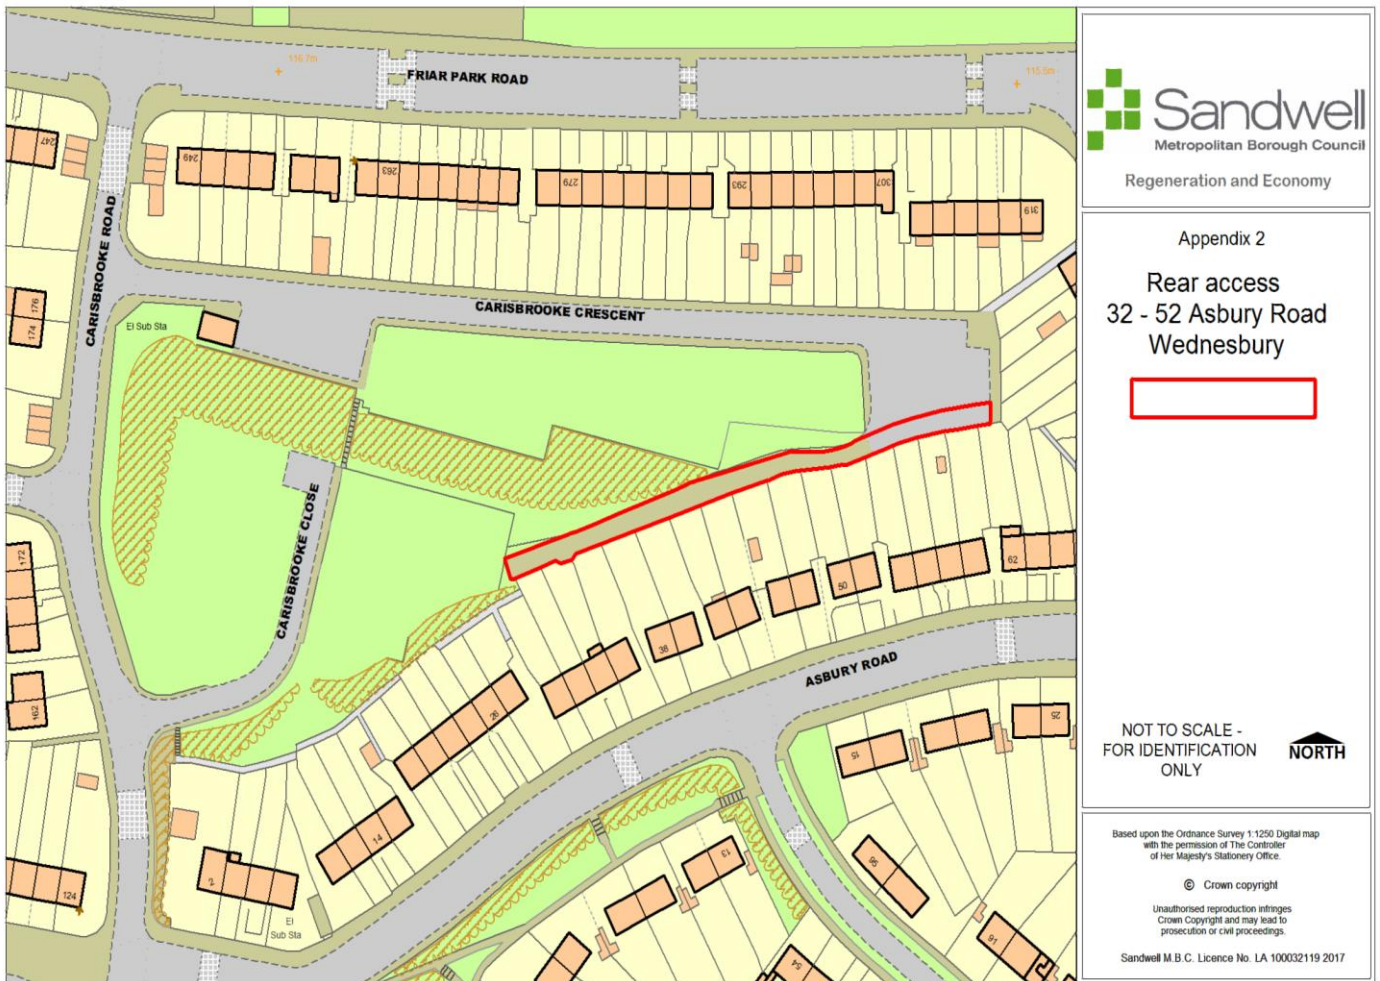 116.7m
FRIAR PARK ROAD
115.5m
247
249
263
279
293
307
319
CARISBROOKE ROAD
176
174
El Sub Sta
CARISBROOKE CRESCENT
CARISBROOKE CLOSE
172
162
124
62
50
38
26
14
2
El
Sub Sta
ASBURY ROAD
25
15
13
95
91
54
Sandwell
Metropolitan Borough Council
Regeneration and Economy
Appendix 2
Rear access
32 - 52 Asbury Road
Wednesbury
NOT TO SCALE -
FOR IDENTIFICATION
ONLY
NORTH
Based upon the Ordnance Survey 1:1250 Digital map
with the permission of The Controller
of Her Majesty's Stationery Office.
© Crown copyright
Unauthorised reproduction infringes
Crown Copyright and may lead to
prosecution or civil proceedings.
Sandwell M.B.C. Licence No. LA 100032119 2017